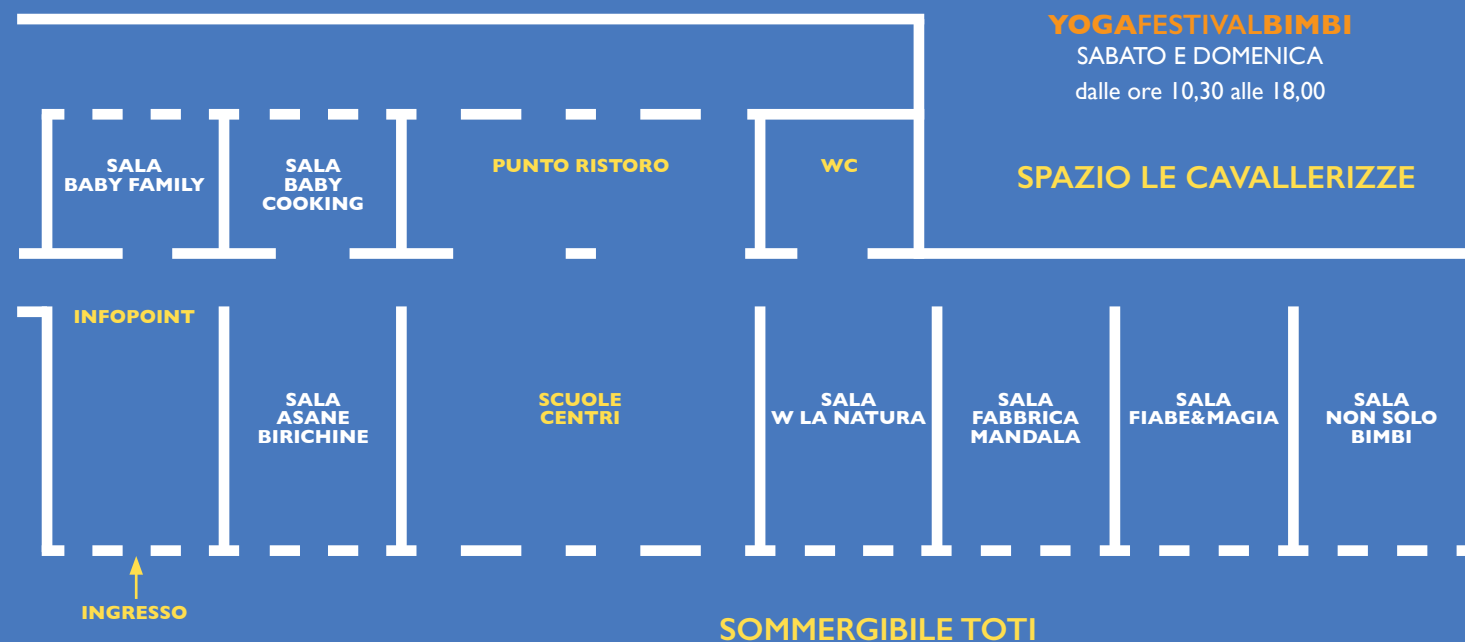 YOGAFESTIVALBIMBI
SABATO E DOMENICA
dalle ore 10,30 alle 18,00
SPAZIO LE CAVALLERIZZE
SALA
BABY FAMILY
SALA
BABY
COOKING
PUNTO RISTORO
WC
INFOPOINT
SALA
ASANE
BIRICHINE
SCUOLE
CENTRI
SALA
W LA NATURA
SALA
FABBRICA
MANDALA
SALA
FIABE&MAGIA
SALA
NON SOLO
BIMBI
INGRESSO
SOMMERGIBILE TOTI